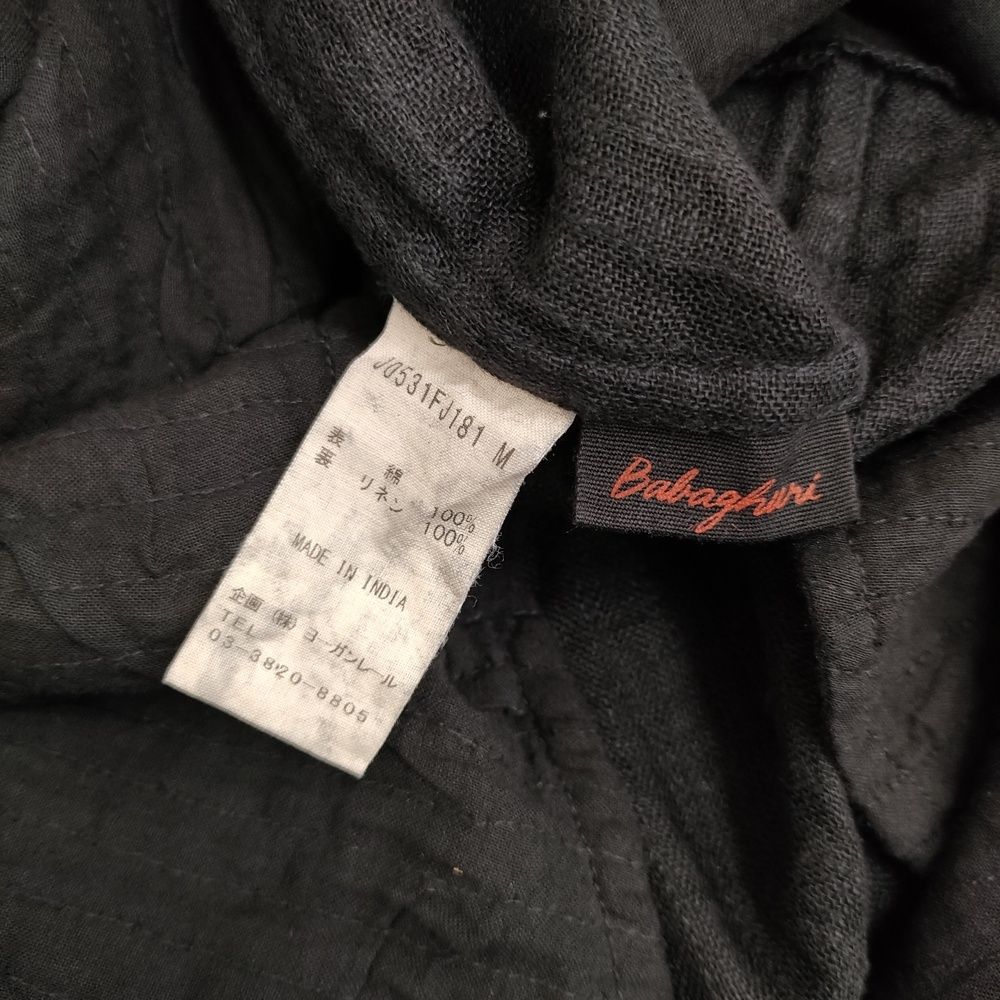 J0531FJ181 M
表 綿 100%
裏 リネン 100%
MADE IN INDIA
企画 (株) ヨーガンレール
TEL
03-3820-8805
Babaghuri